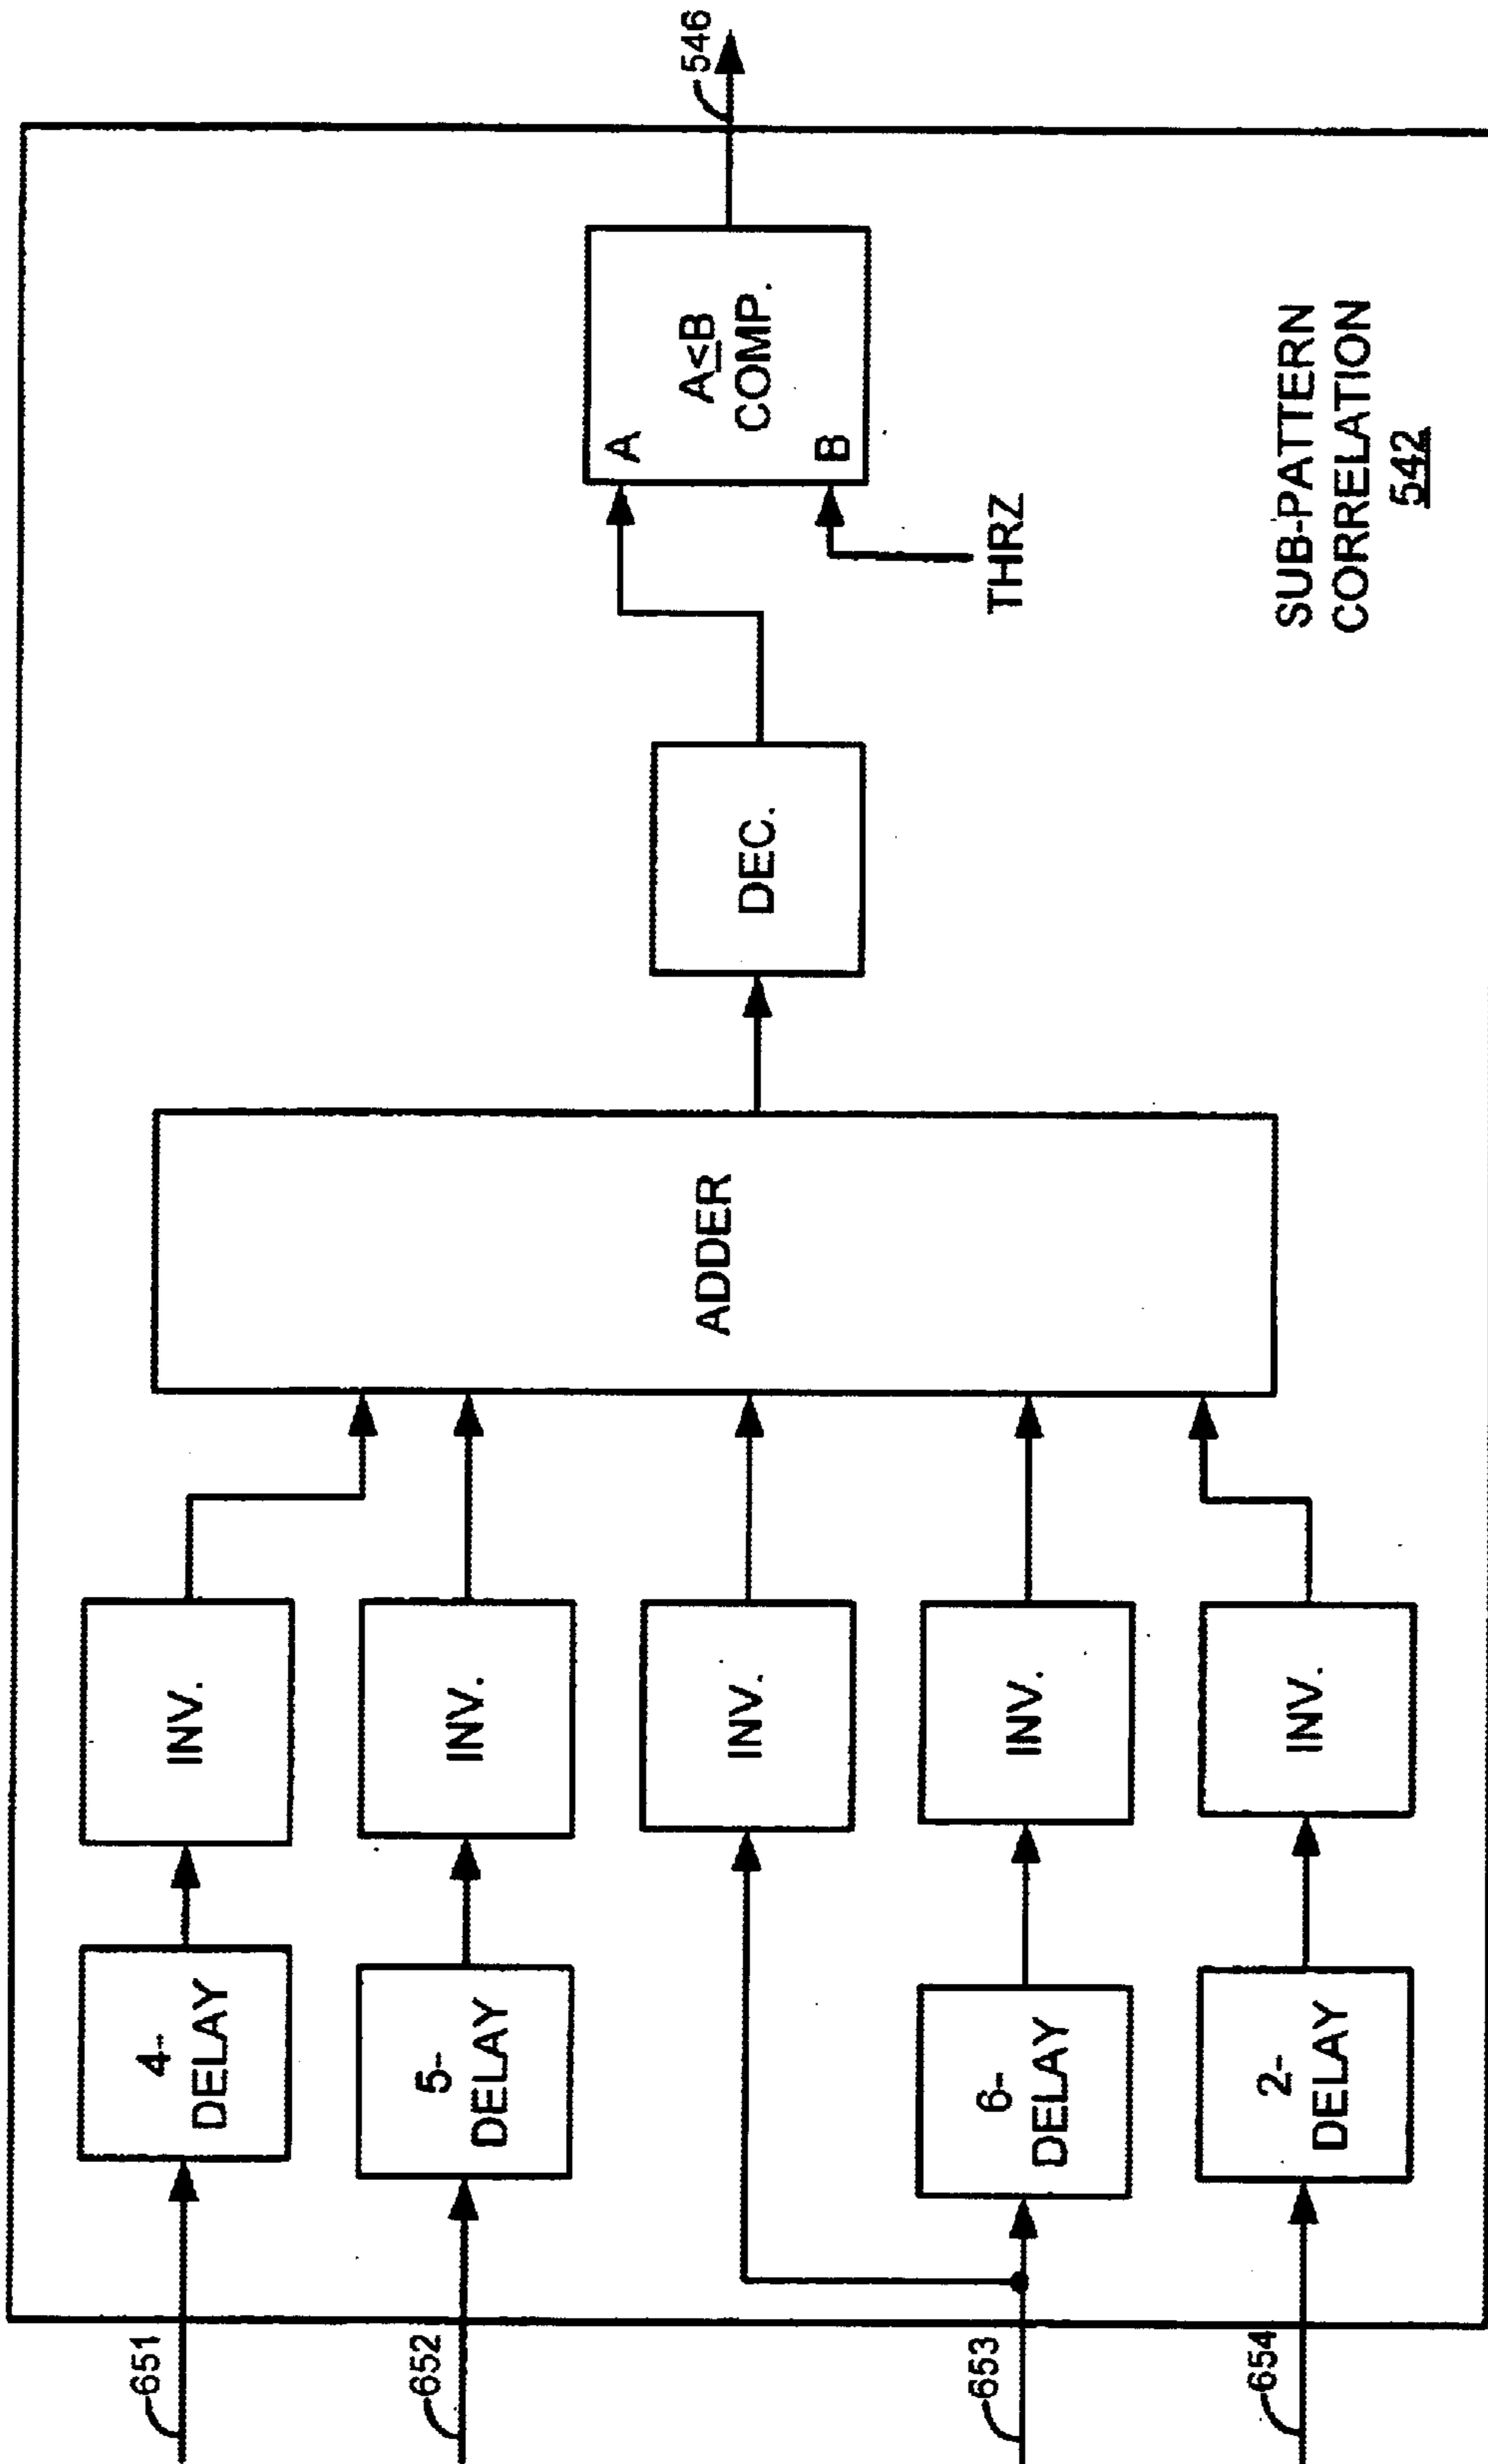 651
652
653
654
4-
DELAY
5-
DELAY
6-
DELAY
2-
DELAY
INV.
INV.
INV.
INV.
INV.
ADDER
DEC.
A
A≤B
COMP.
B
THRZ
546
SUB-PATTERN
CORRELATION
542